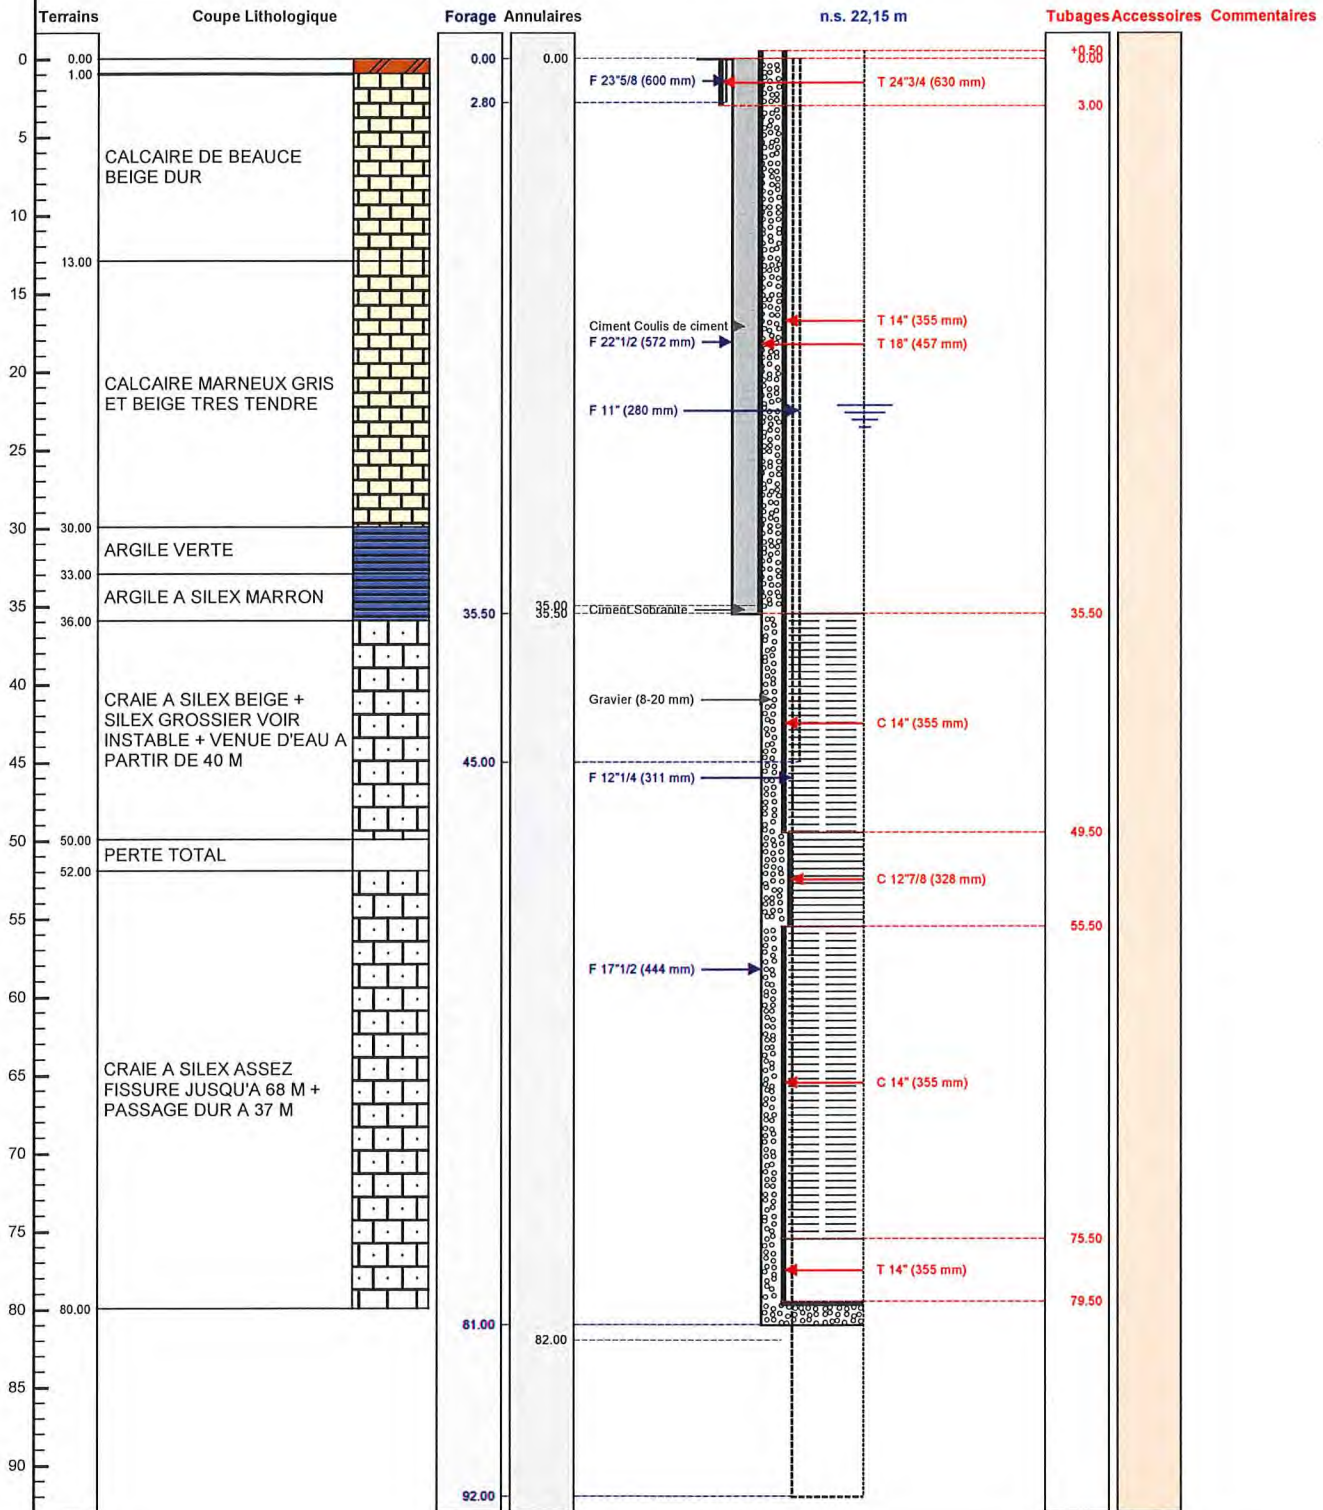 Terrains Coupe Lithologique Forage Annulaires n.s. 22,15 m Tubages Accessoires Commentaires
+0.50
0 0.00 0.00 0.00 0.00
1.00
F 23"5/8 (600 mm) T 24"3/4 (630 mm)
2.80 3.00
5
CALCAIRE DE BEAUCE
BEIGE DUR
10
13.00
15
Ciment Coulis de ciment T 14" (355 mm)
F 22"1/2 (572 mm) T 18" (457 mm)
20
CALCAIRE MARNEUX GRIS
ET BEIGE TRES TENDRE
F 11" (280 mm)
25
30 30.00
ARGILE VERTE
33.00
ARGILE A SILEX MARRON
35 35.00
35.50 35.50 Ciment Sobranite 35.50
36.00
40
CRAIE A SILEX BEIGE +
SILEX GROSSIER VOIR
INSTABLE + VENUE D'EAU A
PARTIR DE 40 M
Gravier (8-20 mm)
C 14" (355 mm)
45 45.00
F 12"1/4 (311 mm)
49.50
50 50.00
PERTE TOTAL
52.00
C 12"7/8 (328 mm)
55 55.50
F 17"1/2 (444 mm)
60
65
CRAIE A SILEX ASSEZ
FISSURE JUSQU'A 68 M +
PASSAGE DUR A 37 M
C 14" (355 mm)
70
75 75.50
T 14" (355 mm)
79.50
80 80.00
81.00
82.00
85
90
92.00